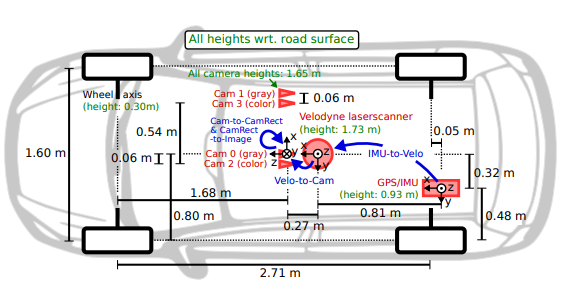 All heights wrt. road surface
All camera heights: 1.65 m
Wheel axis
(height: 0.30m)
Cam 1 (gray)
Cam 3 (color)
0.06 m
Velodyne laserscanner
(height: 1.73 m)
Cam-to-CamRect
& CamRect
-to-Image
0.54 m
0.05 m
1.60 m
0.06 m
Cam 0 (gray)
Cam 2 (color)
x
z
y
x
z
y
IMU-to-Velo
Velo-to-Cam
0.32 m
GPS/IMU
(height: 0.93 m)
x
z
y
1.68 m
0.80 m
0.81 m
0.48 m
0.27 m
2.71 m